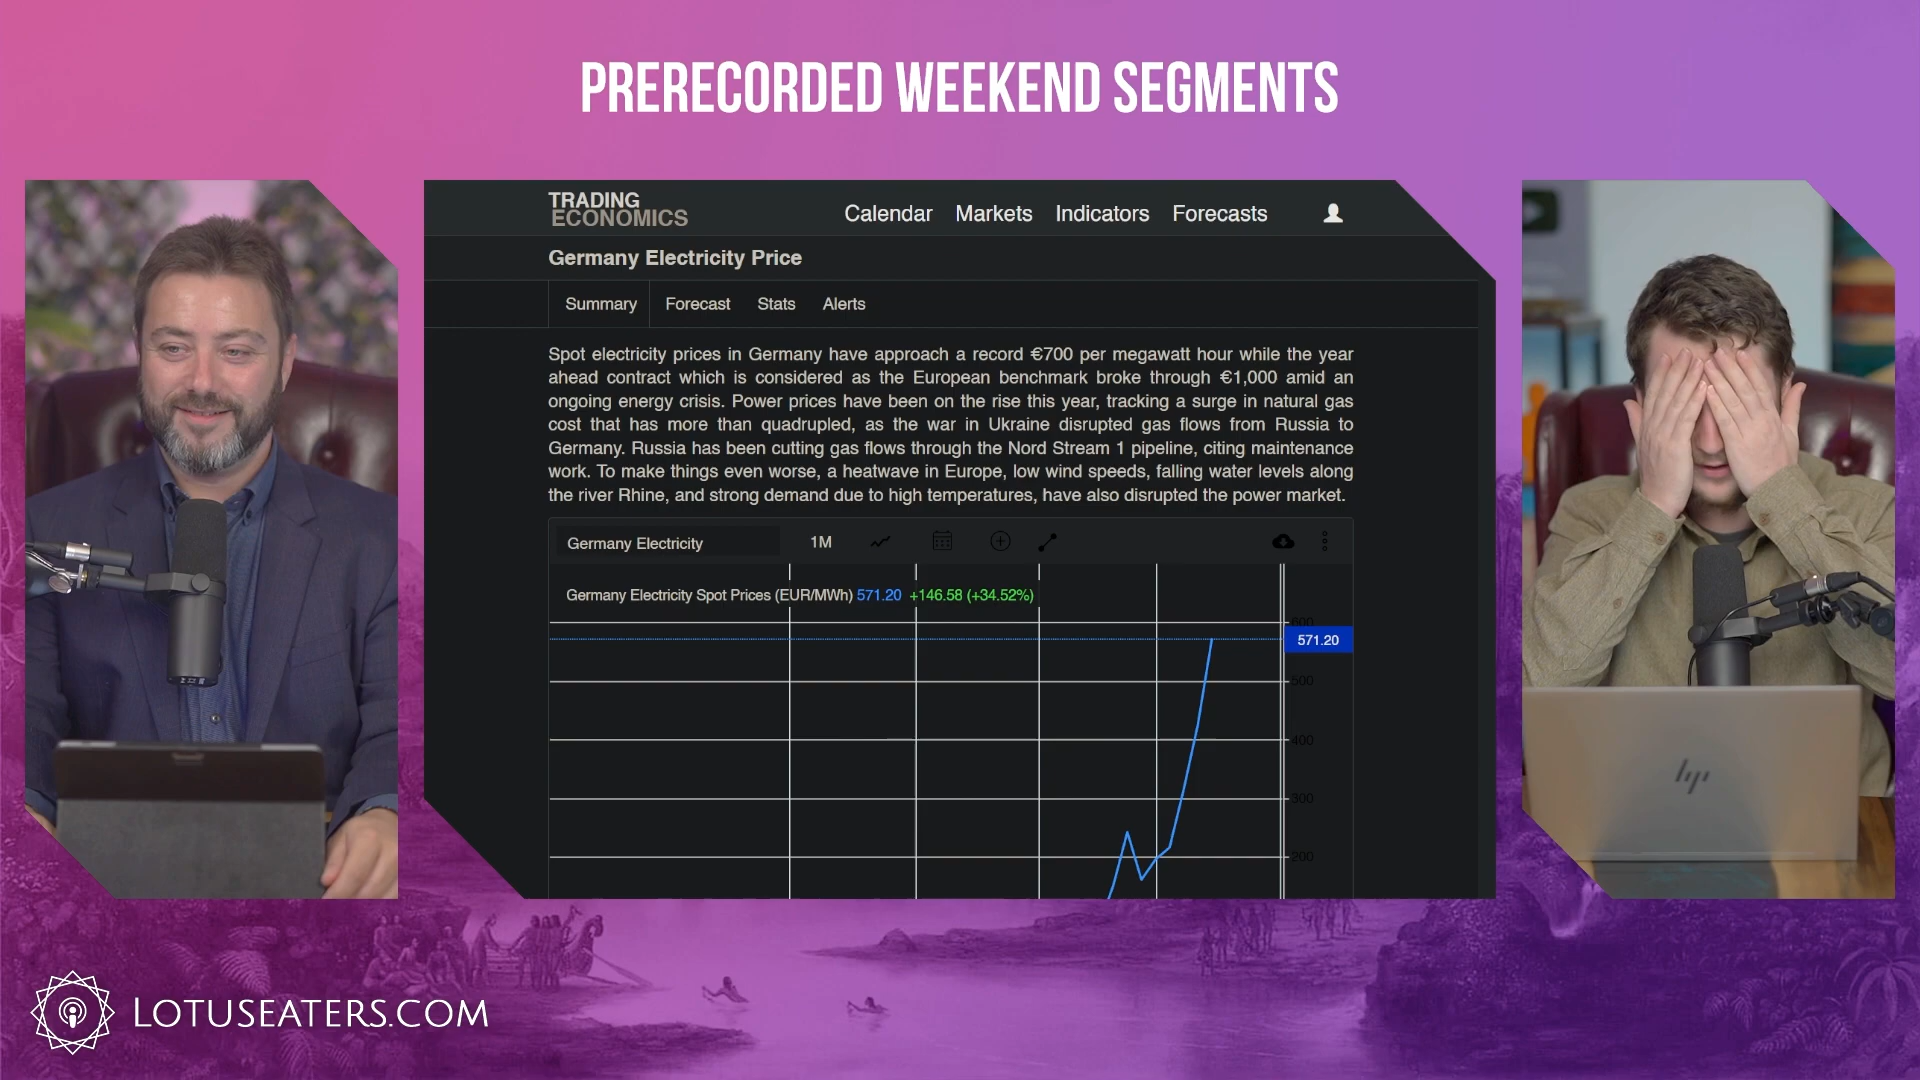 PRERECORDED WEEKEND SEGMENTS
TRADING
ECONOMICS
Calendar Markets Indicators Forecasts
Germany Electricity Price
Summary Forecast Stats Alerts
Spot electricity prices in Germany have approach a record €700 per megawatt hour while the year
ahead contract which is considered as the European benchmark broke through €1,000 amid an
ongoing energy crisis. Power prices have been on the rise this year, tracking a surge in natural gas
cost that has more than quadrupled, as the war in Ukraine disrupted gas flows from Russia to
Germany. Russia has been cutting gas flows through the Nord Stream 1 pipeline, citing maintenance
work. To make things even worse, a heatwave in Europe, low wind speeds, falling water levels along
the river Rhine, and strong demand due to high temperatures, have also disrupted the power market.
Germany Electricity 1M
Germany Electricity Spot Prices (EUR/MWh) 571.20 +146.58 (+34.52%)
600
571.20
500
400
300
200
hp
LOTUSEATERS.COM